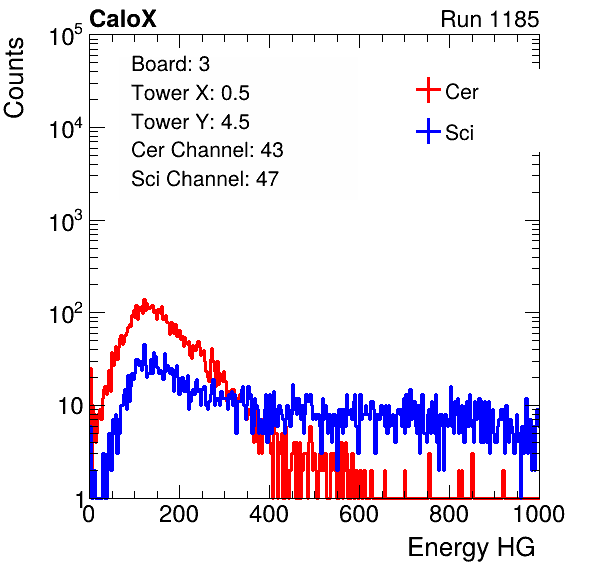 CaloX Run 1185
Counts
Board: 3
Tower X: 0.5
Tower Y: 4.5
Cer Channel: 43
Sci Channel: 47
Cer
Sci
10^5
10^4
10^3
10^2
10
1
0 200 400 600 800 1000
Energy HG